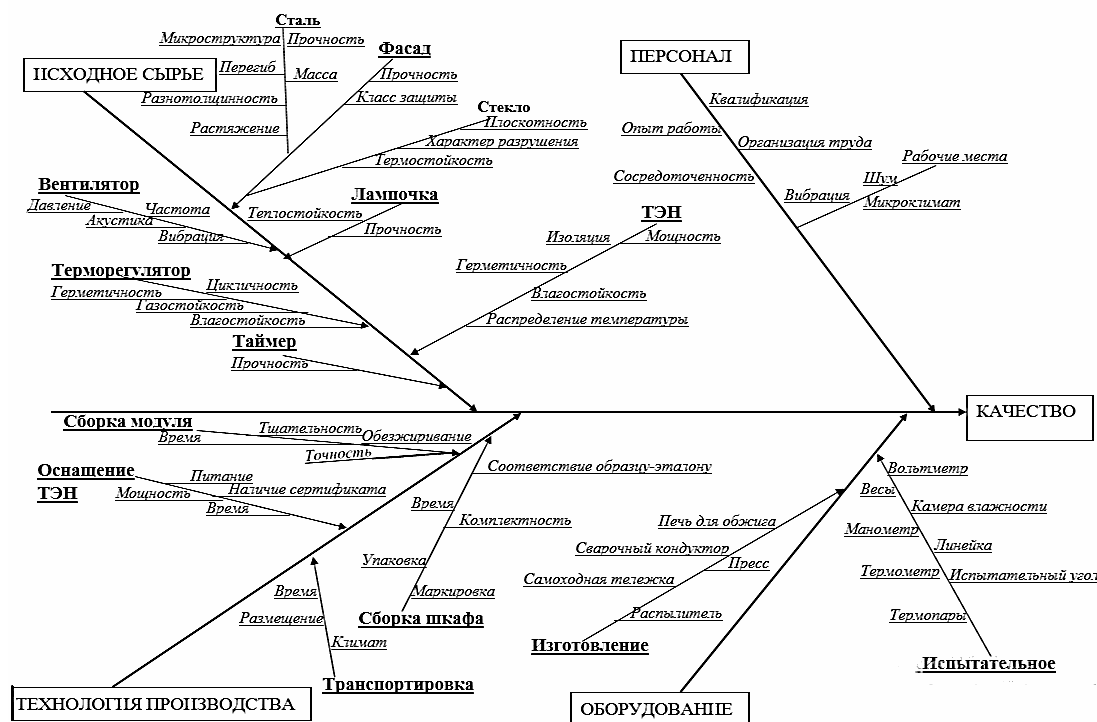 Сталь
Микроструктура
Прочность
Перегиб
Масса
Разнотолщинность
Растяжение
Фасад
Прочность
Класс защиты
ИСХОДНОЕ СЫРЬЕ
Стекло
Плоскотность
Характер разрушения
Термостойкость
Вентилятор
Давление
Частота
Акустика
Вибрация
Лампочка
Теплостойкость
Прочность
ТЭН
Изоляция
Мощность
Герметичность
Влагостойкость
Распределение температуры
Терморегулятор
Герметичность
Цикличность
Газостойкость
Влагостойкость
Таймер
Прочность
ПЕРСОНАЛ
Квалификация
Опыт работы
Организация труда
Сосредоточенность
Рабочие места
Шум
Вибрация
Микроклимат
КАЧЕСТВО
Сборка модуля
Время
Тщательность
Обезжиривание
Точность
Оснащение
ТЭН
Питание
Мощность
Наличие сертификата
Время
Соответствие образцу-эталону
Время
Комплектность
Упаковка
Маркировка
Сборка шкафа
Время
Размещение
Климат
Транспортировка
ТЕХНОЛОГИЯ ПРОИЗВОДСТВА
Печь для обжига
Сварочный кондуктор
Пресс
Самоходная тележка
Распылитель
Изготовление
Вольтметр
Весы
Камера влажности
Манометр
Линейка
Термометр
Испытательный угол
Термопары
Испытательное
ОБОРУДОВАНИЕ